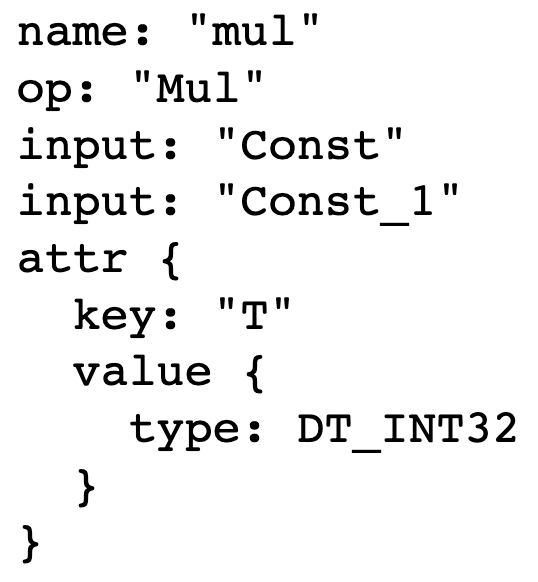 name: "mul"
op: "Mul"
input: "Const"
input: "Const_1"
attr {
  key: "T"
  value {
    type: DT_INT32
  }
}